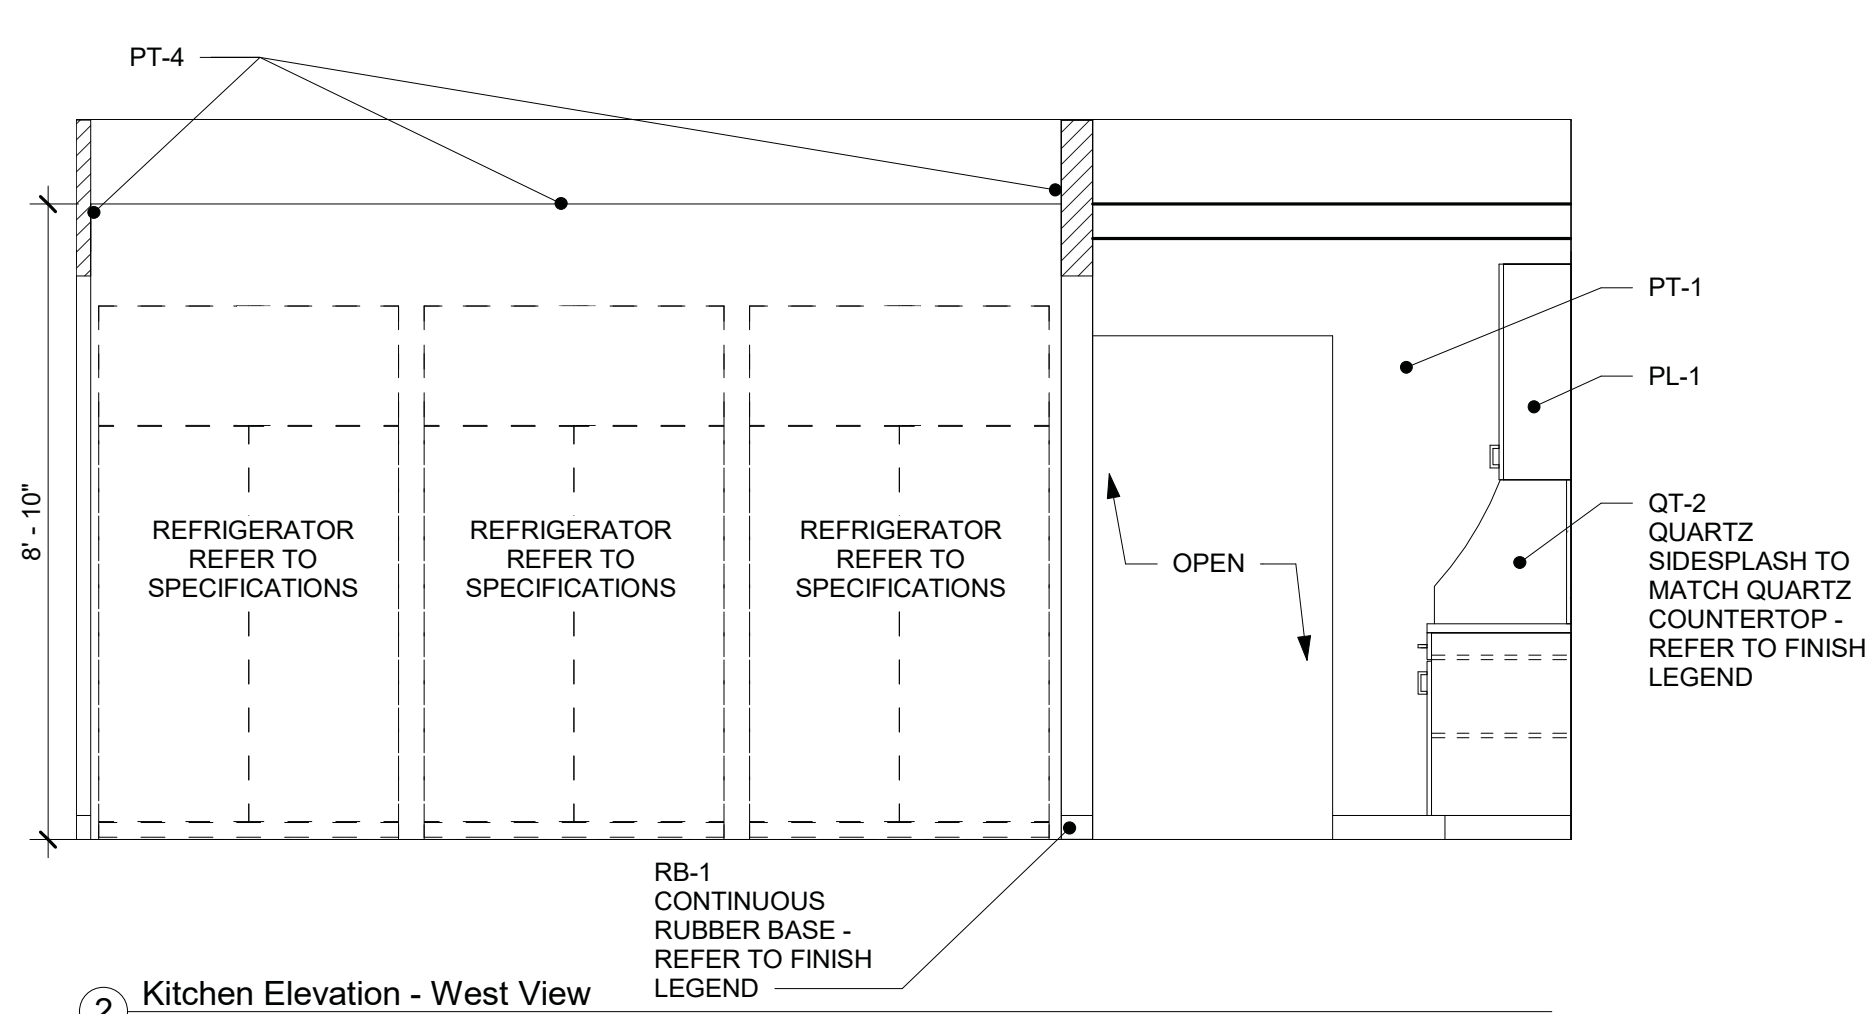 PT-4
PT-1
PL-1
8' - 10"
REFRIGERATOR
REFER TO
SPECIFICATIONS
REFRIGERATOR
REFER TO
SPECIFICATIONS
REFRIGERATOR
REFER TO
SPECIFICATIONS
OPEN
QT-2
QUARTZ
SIDESPLASH TO
MATCH QUARTZ
COUNTERTOP -
REFER TO FINISH
LEGEND
RB-1
CONTINUOUS
RUBBER BASE -
REFER TO FINISH
LEGEND
2 Kitchen Elevation - West View